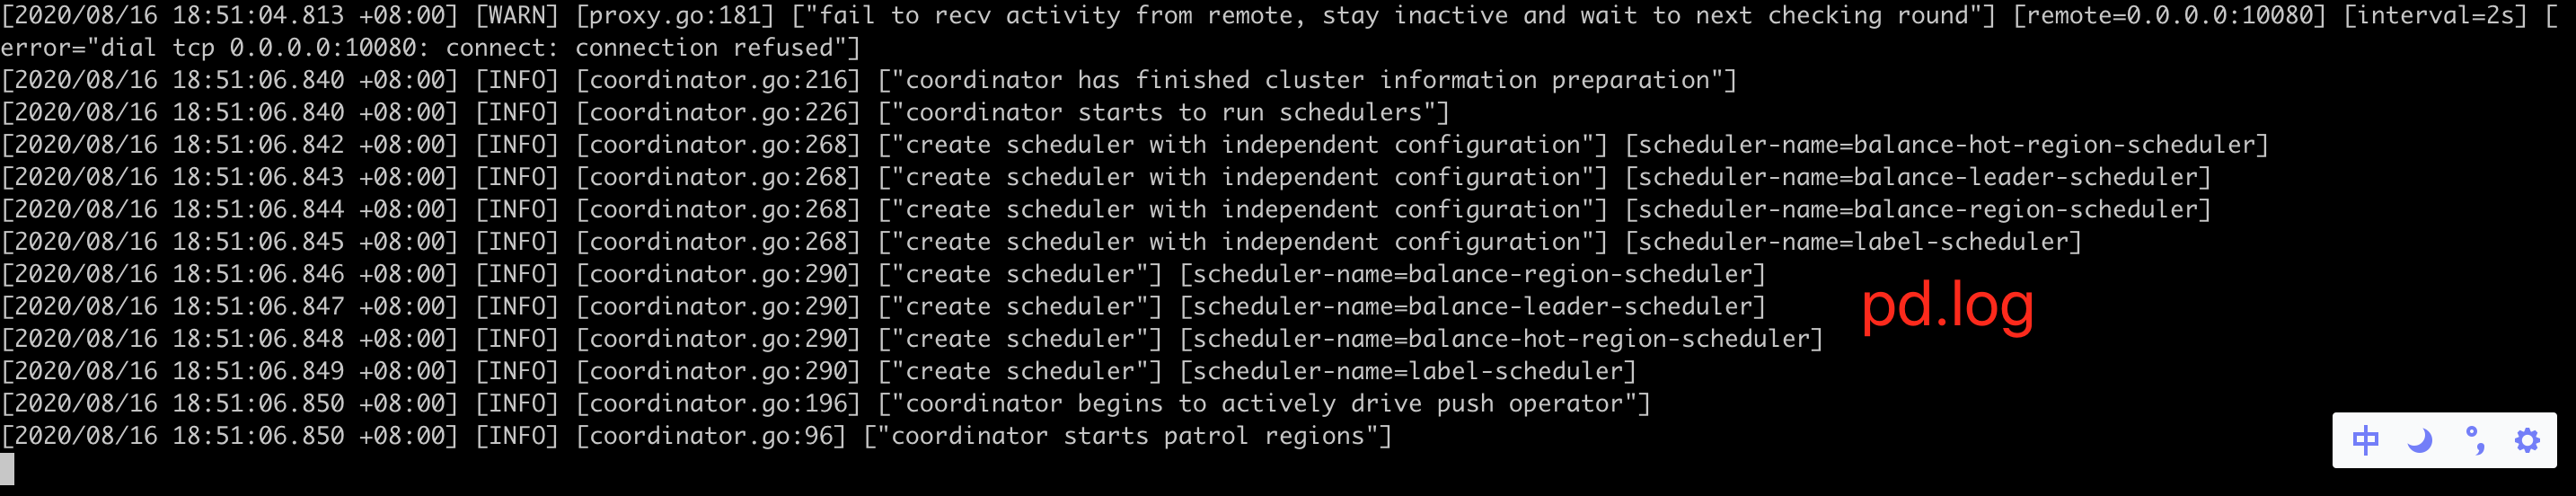 [2020/08/16 18:51:04.813 +08:00] [WARN] [proxy.go:181] ["fail to recv activity from remote, stay inactive and wait to next checking round"] [remote=0.0.0.0:10080] [interval=2s] [
error="dial tcp 0.0.0.0:10080: connect: connection refused"]
[2020/08/16 18:51:06.840 +08:00] [INFO] [coordinator.go:216] ["coordinator has finished cluster information preparation"]
[2020/08/16 18:51:06.840 +08:00] [INFO] [coordinator.go:226] ["coordinator starts to run schedulers"]
[2020/08/16 18:51:06.842 +08:00] [INFO] [coordinator.go:268] ["create scheduler with independent configuration"] [scheduler-name=balance-hot-region-scheduler]
[2020/08/16 18:51:06.843 +08:00] [INFO] [coordinator.go:268] ["create scheduler with independent configuration"] [scheduler-name=balance-leader-scheduler]
[2020/08/16 18:51:06.844 +08:00] [INFO] [coordinator.go:268] ["create scheduler with independent configuration"] [scheduler-name=balance-region-scheduler]
[2020/08/16 18:51:06.845 +08:00] [INFO] [coordinator.go:268] ["create scheduler with independent configuration"] [scheduler-name=label-scheduler]
[2020/08/16 18:51:06.846 +08:00] [INFO] [coordinator.go:290] ["create scheduler"] [scheduler-name=balance-region-scheduler]
[2020/08/16 18:51:06.847 +08:00] [INFO] [coordinator.go:290] ["create scheduler"] [scheduler-name=balance-leader-scheduler]
pd.log
[2020/08/16 18:51:06.848 +08:00] [INFO] [coordinator.go:290] ["create scheduler"] [scheduler-name=balance-hot-region-scheduler]
[2020/08/16 18:51:06.849 +08:00] [INFO] [coordinator.go:290] ["create scheduler"] [scheduler-name=label-scheduler]
[2020/08/16 18:51:06.850 +08:00] [INFO] [coordinator.go:196] ["coordinator begins to actively drive push operator"]
[2020/08/16 18:51:06.850 +08:00] [INFO] [coordinator.go:96] ["coordinator starts patrol regions"]
中